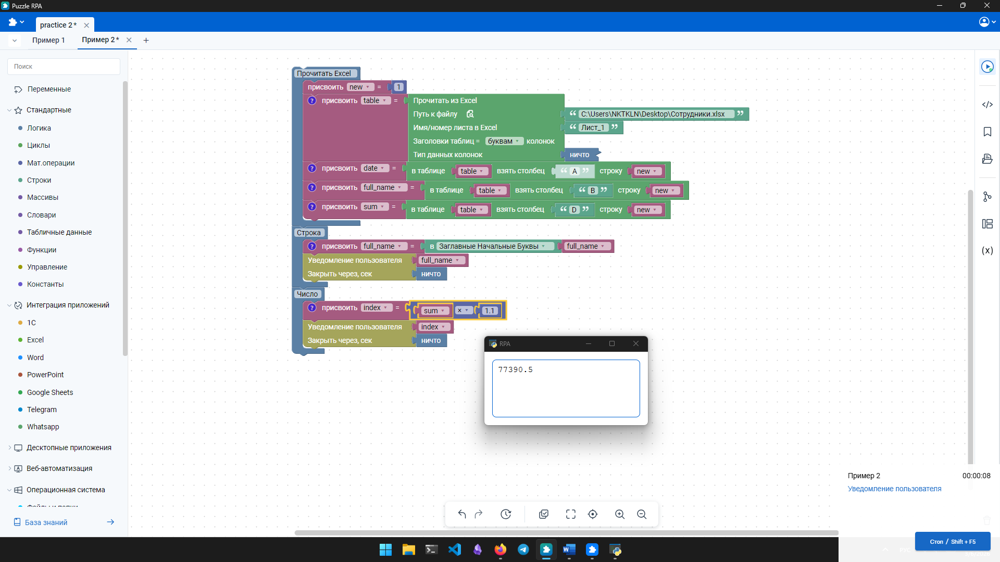 Puzzle RPA
practice 2*
Пример 1
Пример 2*
Поиск
Переменные
Стандартные
Логика
Циклы
Мат.операции
Строки
Массивы
Словари
Табличные данные
Функции
Управление
Константы
Интеграция приложений
1C
Excel
Word
PowerPoint
Google Sheets
Telegram
Whatsapp
Десктопные приложения
Веб-автоматизация
Операционная система
Файлы и папки
База знаний
Прочитать Excel
присвоить new = 1
? присвоить table = Прочитать из Excel
Путь к файлу “ C:\Users\NKTKLN\Desktop\Сотрудники.xlsx ”
Имя/номер листа в Excel “ Лист_1 ”
Заголовки таблиц = буквам колонок
Тип данных колонок ничто
? присвоить date = в таблице table взять столбец “ A ” строку new
? присвоить full_name = в таблице table взять столбец “ B ” строку new
? присвоить sum = в таблице table взять столбец “ D ” строку new
Строка
? присвоить full_name = в Заглавные Начальные Буквы full_name
Уведомление пользователя full_name
Закрыть через, сек ничто
Число
? присвоить index = sum × 1.1
Уведомление пользователя index
Закрыть через, сек ничто
RPA
77390.5
Пример 2 00:00:08
Уведомление пользователя
Стоп / Shift + F5